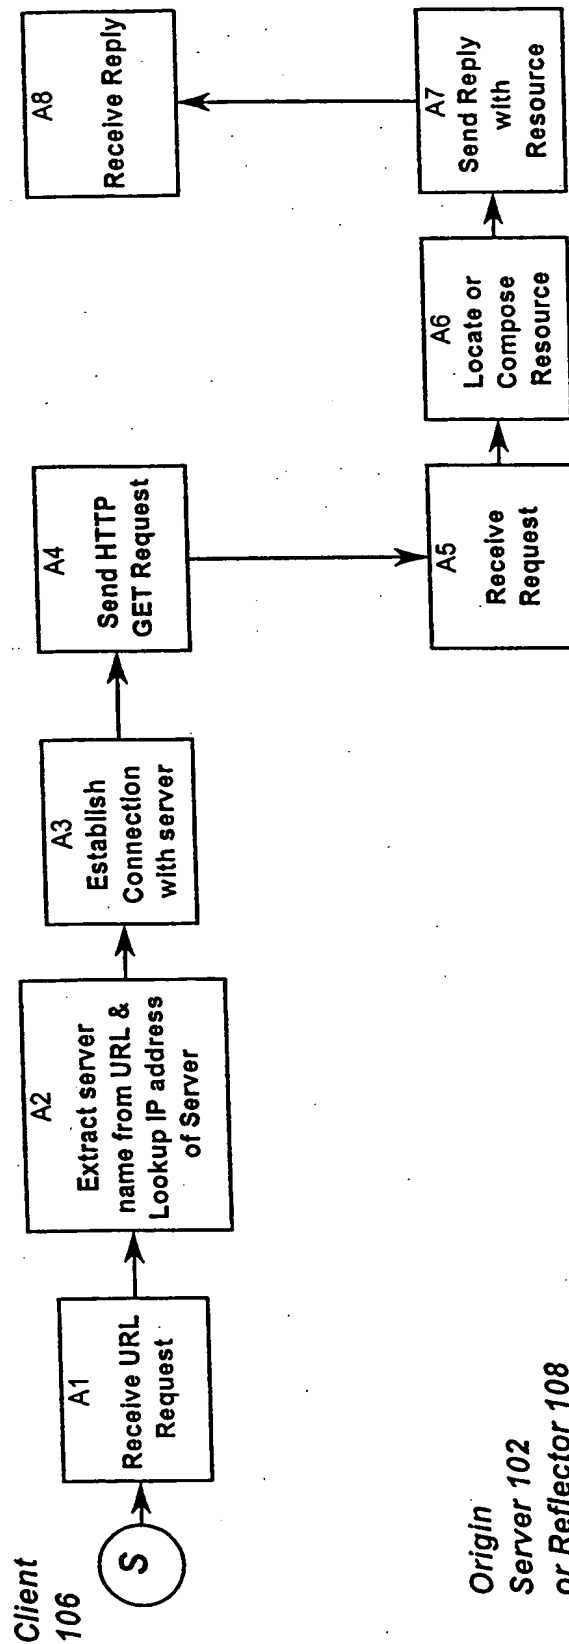 Client
106
S
A1
Receive URL
Request
A2
Extract server
name from URL &
Lookup IP address
of Server
A3
Establish
Connection
with server
A4
Send HTTP
GET Request
A8
Receive Reply
Origin
Server 102
or Reflector 108
A5
Receive
Request
A6
Locate or
Compose
Resource
A7
Send Reply
with
Resource